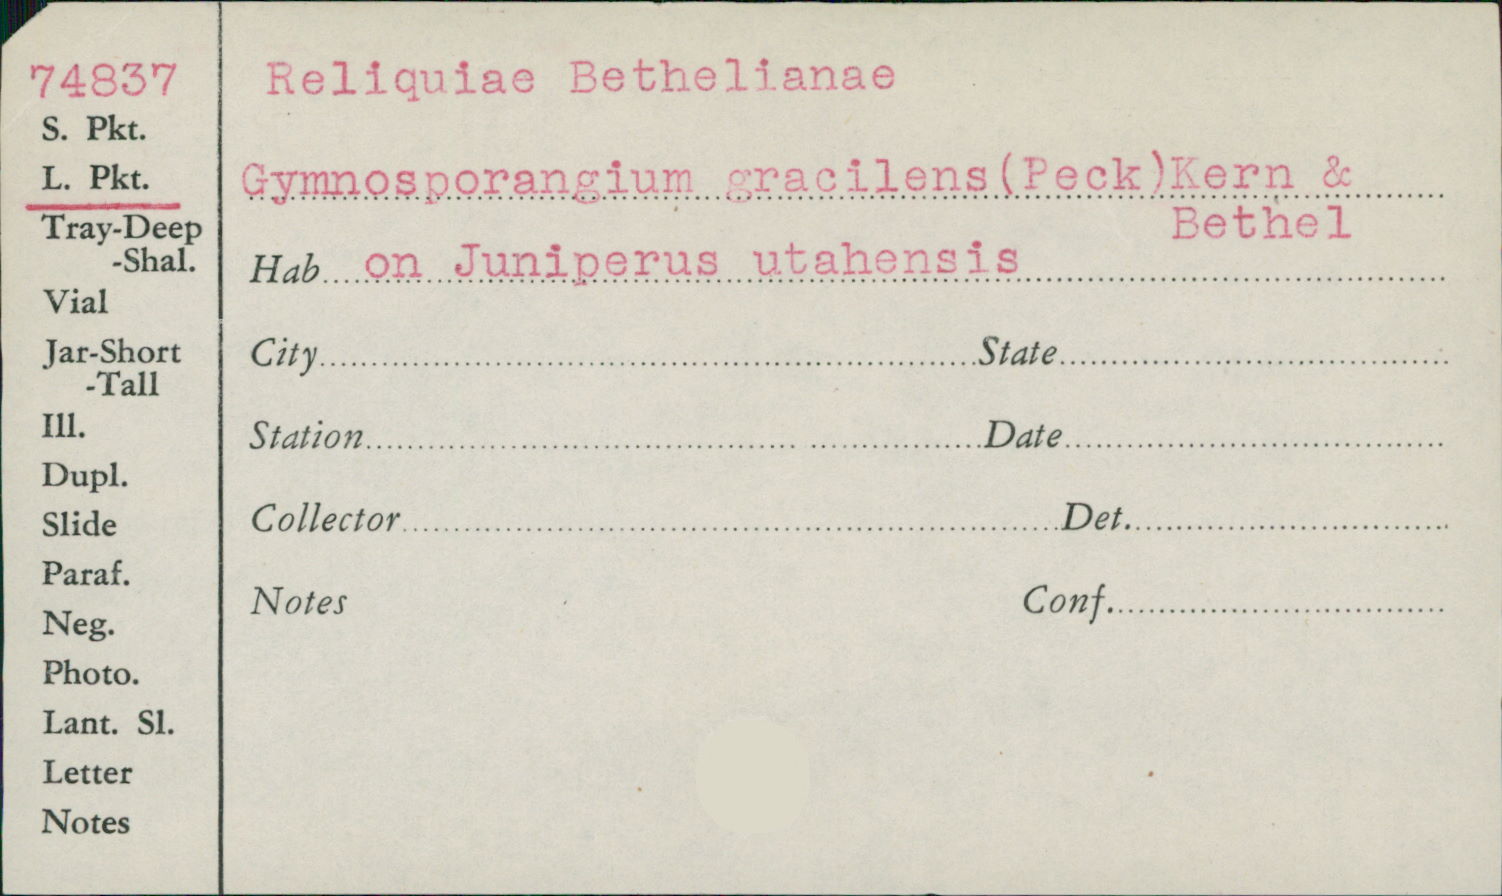 74837
S. Pkt.
L. Pkt.
Tray-Deep
-Shal.
Vial
Jar-Short
-Tall
Ill.
Dupl.
Slide
Paraf.
Neg.
Photo.
Lant. Sl.
Letter
Notes
Reliquiae Bethelianae
Gymnosporangium gracilens(Peck)Kern &
Bethel
Hab on Juniperus utahensis
City State
Station Date
Collector Det.
Notes Conf.